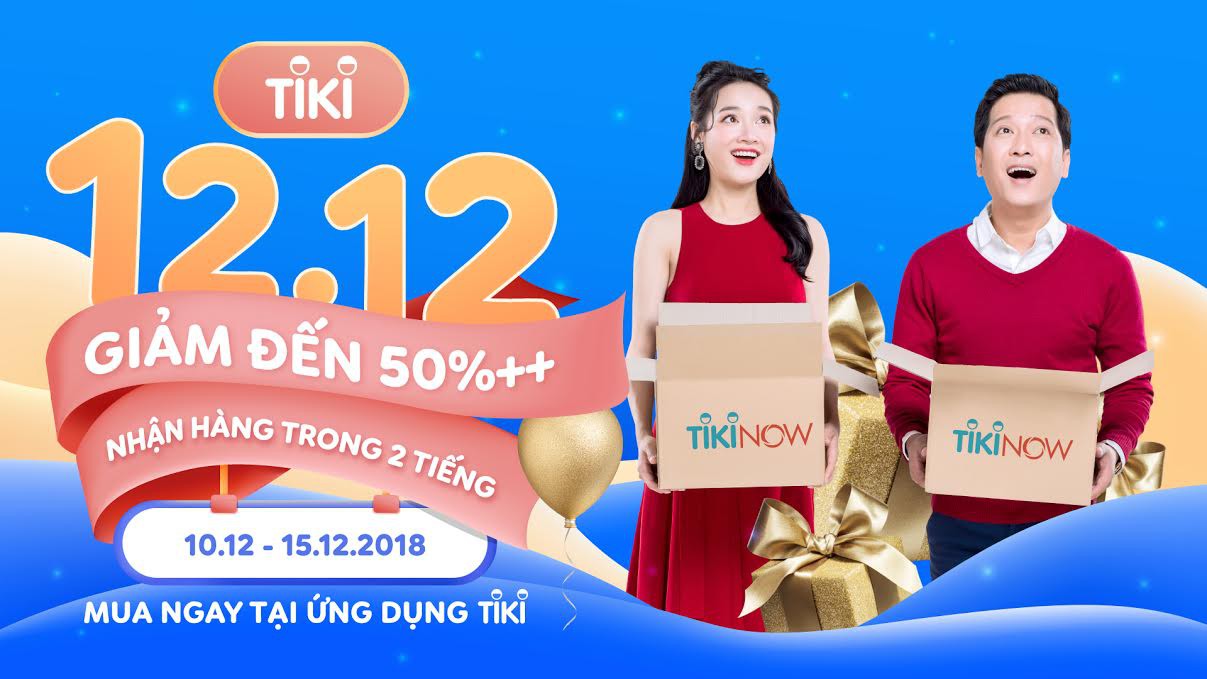 TiKi
12.12
GIẢM ĐẾN 50%++
NHẬN HÀNG TRONG 2 TIẾNG
10.12 - 15.12.2018
MUA NGAY TẠI ỨNG DỤNG TiKi
TiKiNOW
TiKiNOW